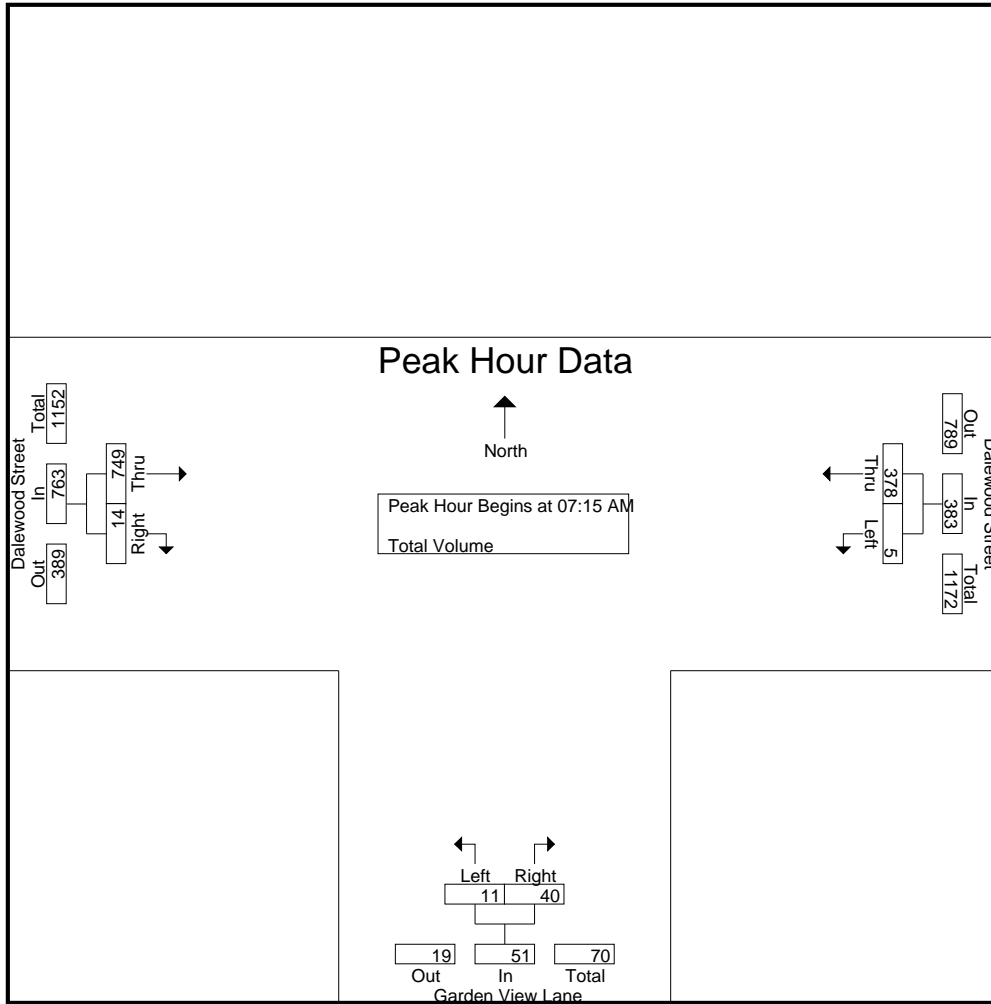 Peak Hour Data
North
Peak Hour Begins at 07:15 AM
Total Volume
Dalewood Street
Total
1152
In
763
Out
389
749
Thru
14
Right
Dalewood Street
Out
789
In
383
Total
1172
378
Thru
5
Left
Left Right
11 40
19 51 70
Out In Total
Garden View Lane